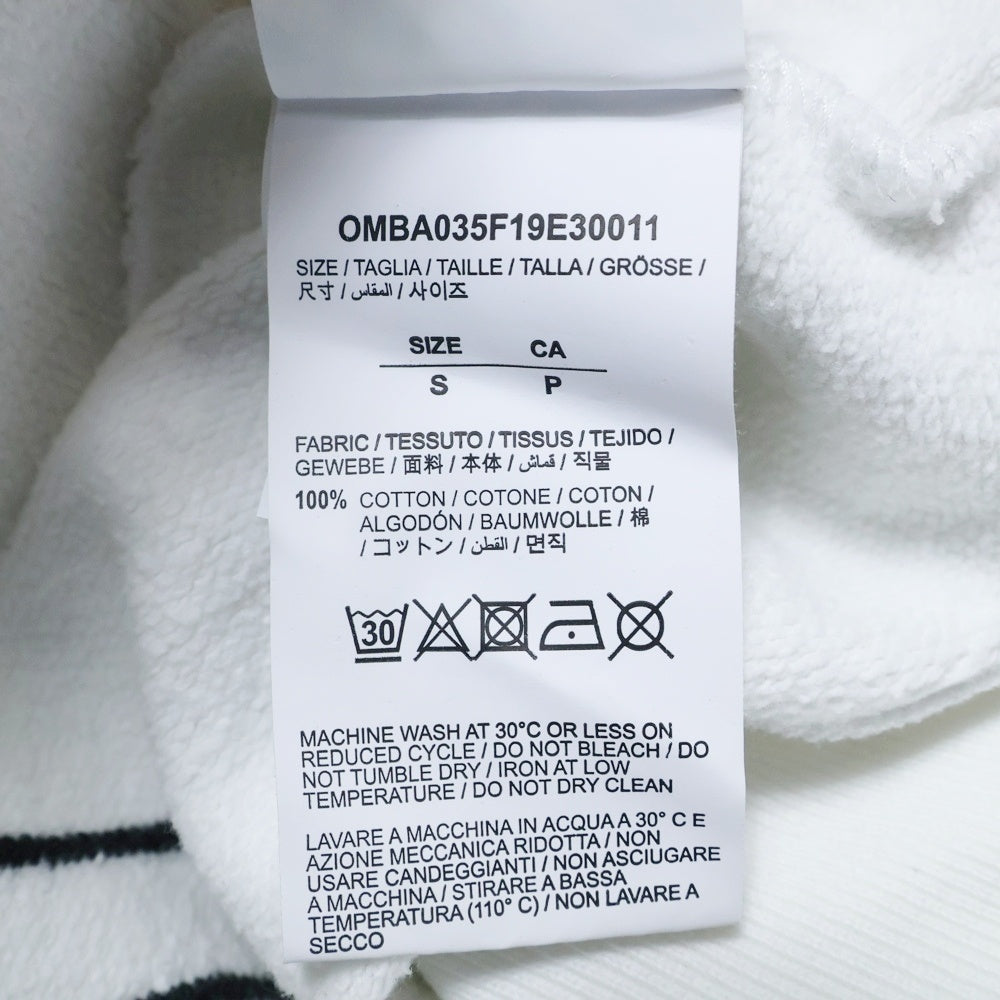 OMBA035F19E30011
SIZE / TAGLIA / TAILLE / TALLA / GRÖSSE /
尺寸 / المقاس / 사이즈
SIZE CA
S P
FABRIC / TESSUTO / TISSUS / TEJIDO /
GEWEBE / 面料 / 本体 / قماش / 직물
100% COTTON / COTONE / COTON /
ALGODÓN / BAUMWOLLE / 棉
/ コットン / القطن / 면직
30
MACHINE WASH AT 30°C OR LESS ON
REDUCED CYCLE / DO NOT BLEACH / DO
NOT TUMBLE DRY / IRON AT LOW
TEMPERATURE / DO NOT DRY CLEAN
LAVARE A MACCHINA IN ACQUA A 30° C E
AZIONE MECCANICA RIDOTTA / NON
USARE CANDEGGIANTI / NON ASCIUGARE
A MACCHINA / STIRARE A BASSA
TEMPERATURA (110° C) / NON LAVARE A
SECCO